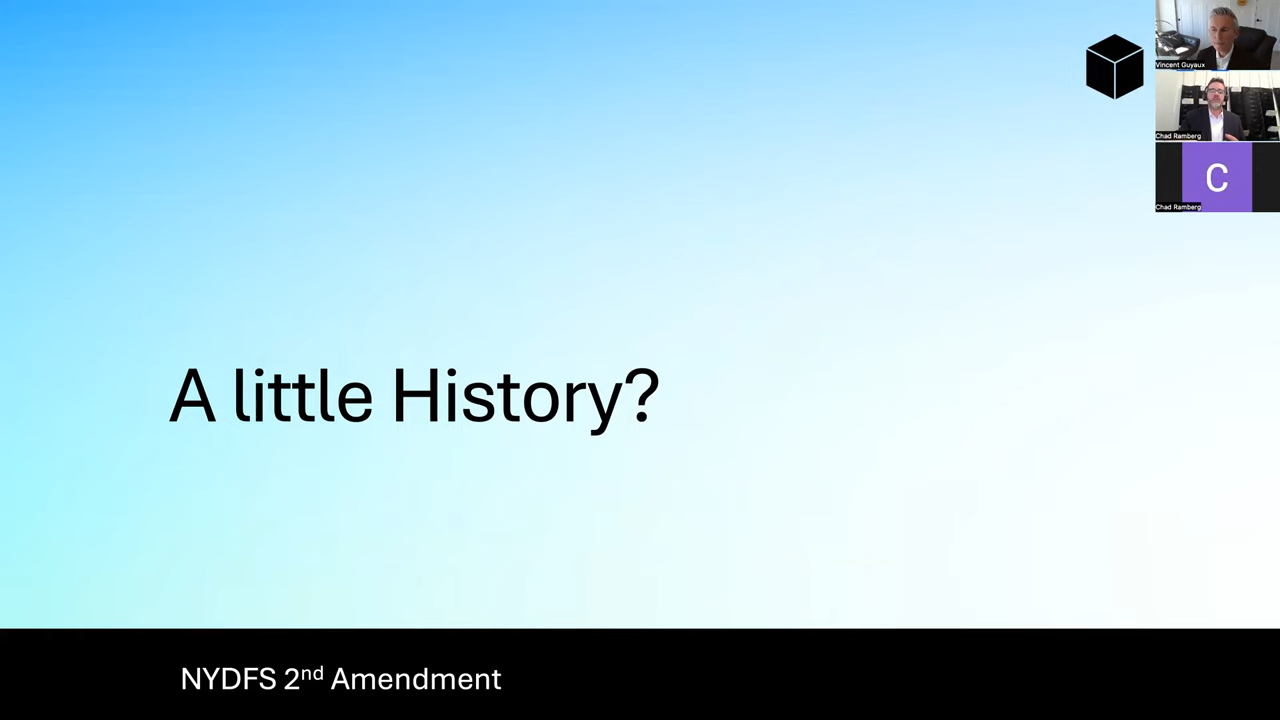 Vincent Guyaux
Chad Ramberg
C
Chad Ramberg
A little History?
NYDFS 2nd Amendment